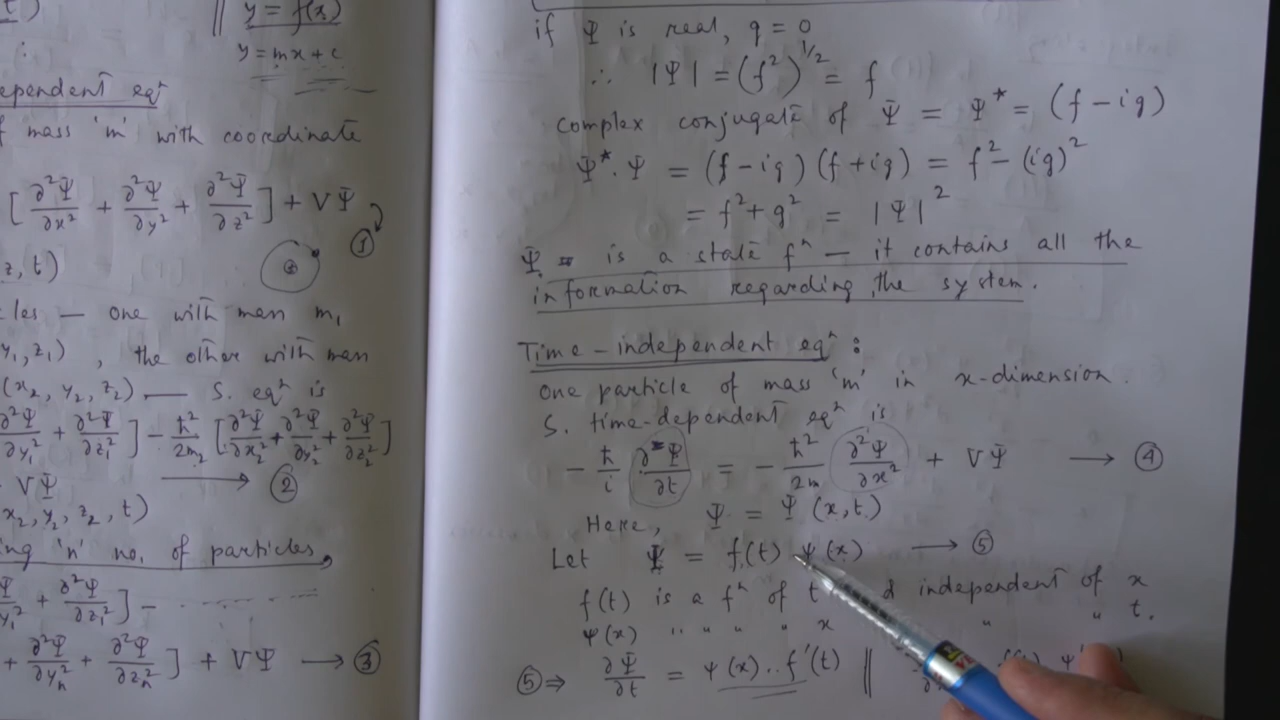 t) || y = f(x)
: y = mx + c
ependent eqⁿ
f mass 'm' with coordinate
[∂²Ψ/∂x² + ∂²Ψ/∂y² + ∂²Ψ/∂z²] + VΨ
①
z, t)
cles — one with mass m₁
y₁, z₁) , the other with mass
(x₂, y₂, z₂) — S. eqⁿ is
∂²Ψ/∂y₁² + ∂²Ψ/∂z₁²] - ħ²/2m₂ [∂²Ψ/∂x₂² + ∂²Ψ/∂y₂² + ∂²Ψ/∂z₂²]
+ VΨ ⟶ ②
x₂, y₂, z₂, t)
ing 'n' no. of particles,
+ ∂²Ψ/∂z₁²] - ........
+ ∂²Ψ/∂yₙ² + ∂²Ψ/∂zₙ²] + VΨ ⟶ ③
if Ψ is real, g = 0
∴ |Ψ| = (f²)^1/2 = f
Complex conjugate of Ψ = Ψ* = (f - ig)
Ψ*.Ψ = (f - ig) (f + ig) = f² - (ig)²
= f² + g² = |Ψ|²
Ψ is a state fⁿ — it contains all the
information regarding the system.
Time-independent eqⁿ :
One particle of mass 'm' in x-dimension.
S. time-dependent eqⁿ is
- ħ/i ∂Ψ/∂t = - ħ²/2m ∂²Ψ/∂x² + VΨ ⟶ ④
Here, Ψ = Ψ (x,t)
Let Ψ = f(t) ψ(x) ⟶ ⑤
f(t) is a fⁿ of t d independent of x
ψ(x) " " " " x " " t.
⑤ ⇒ ∂Ψ/∂t = ψ(x)..f'(t) ||